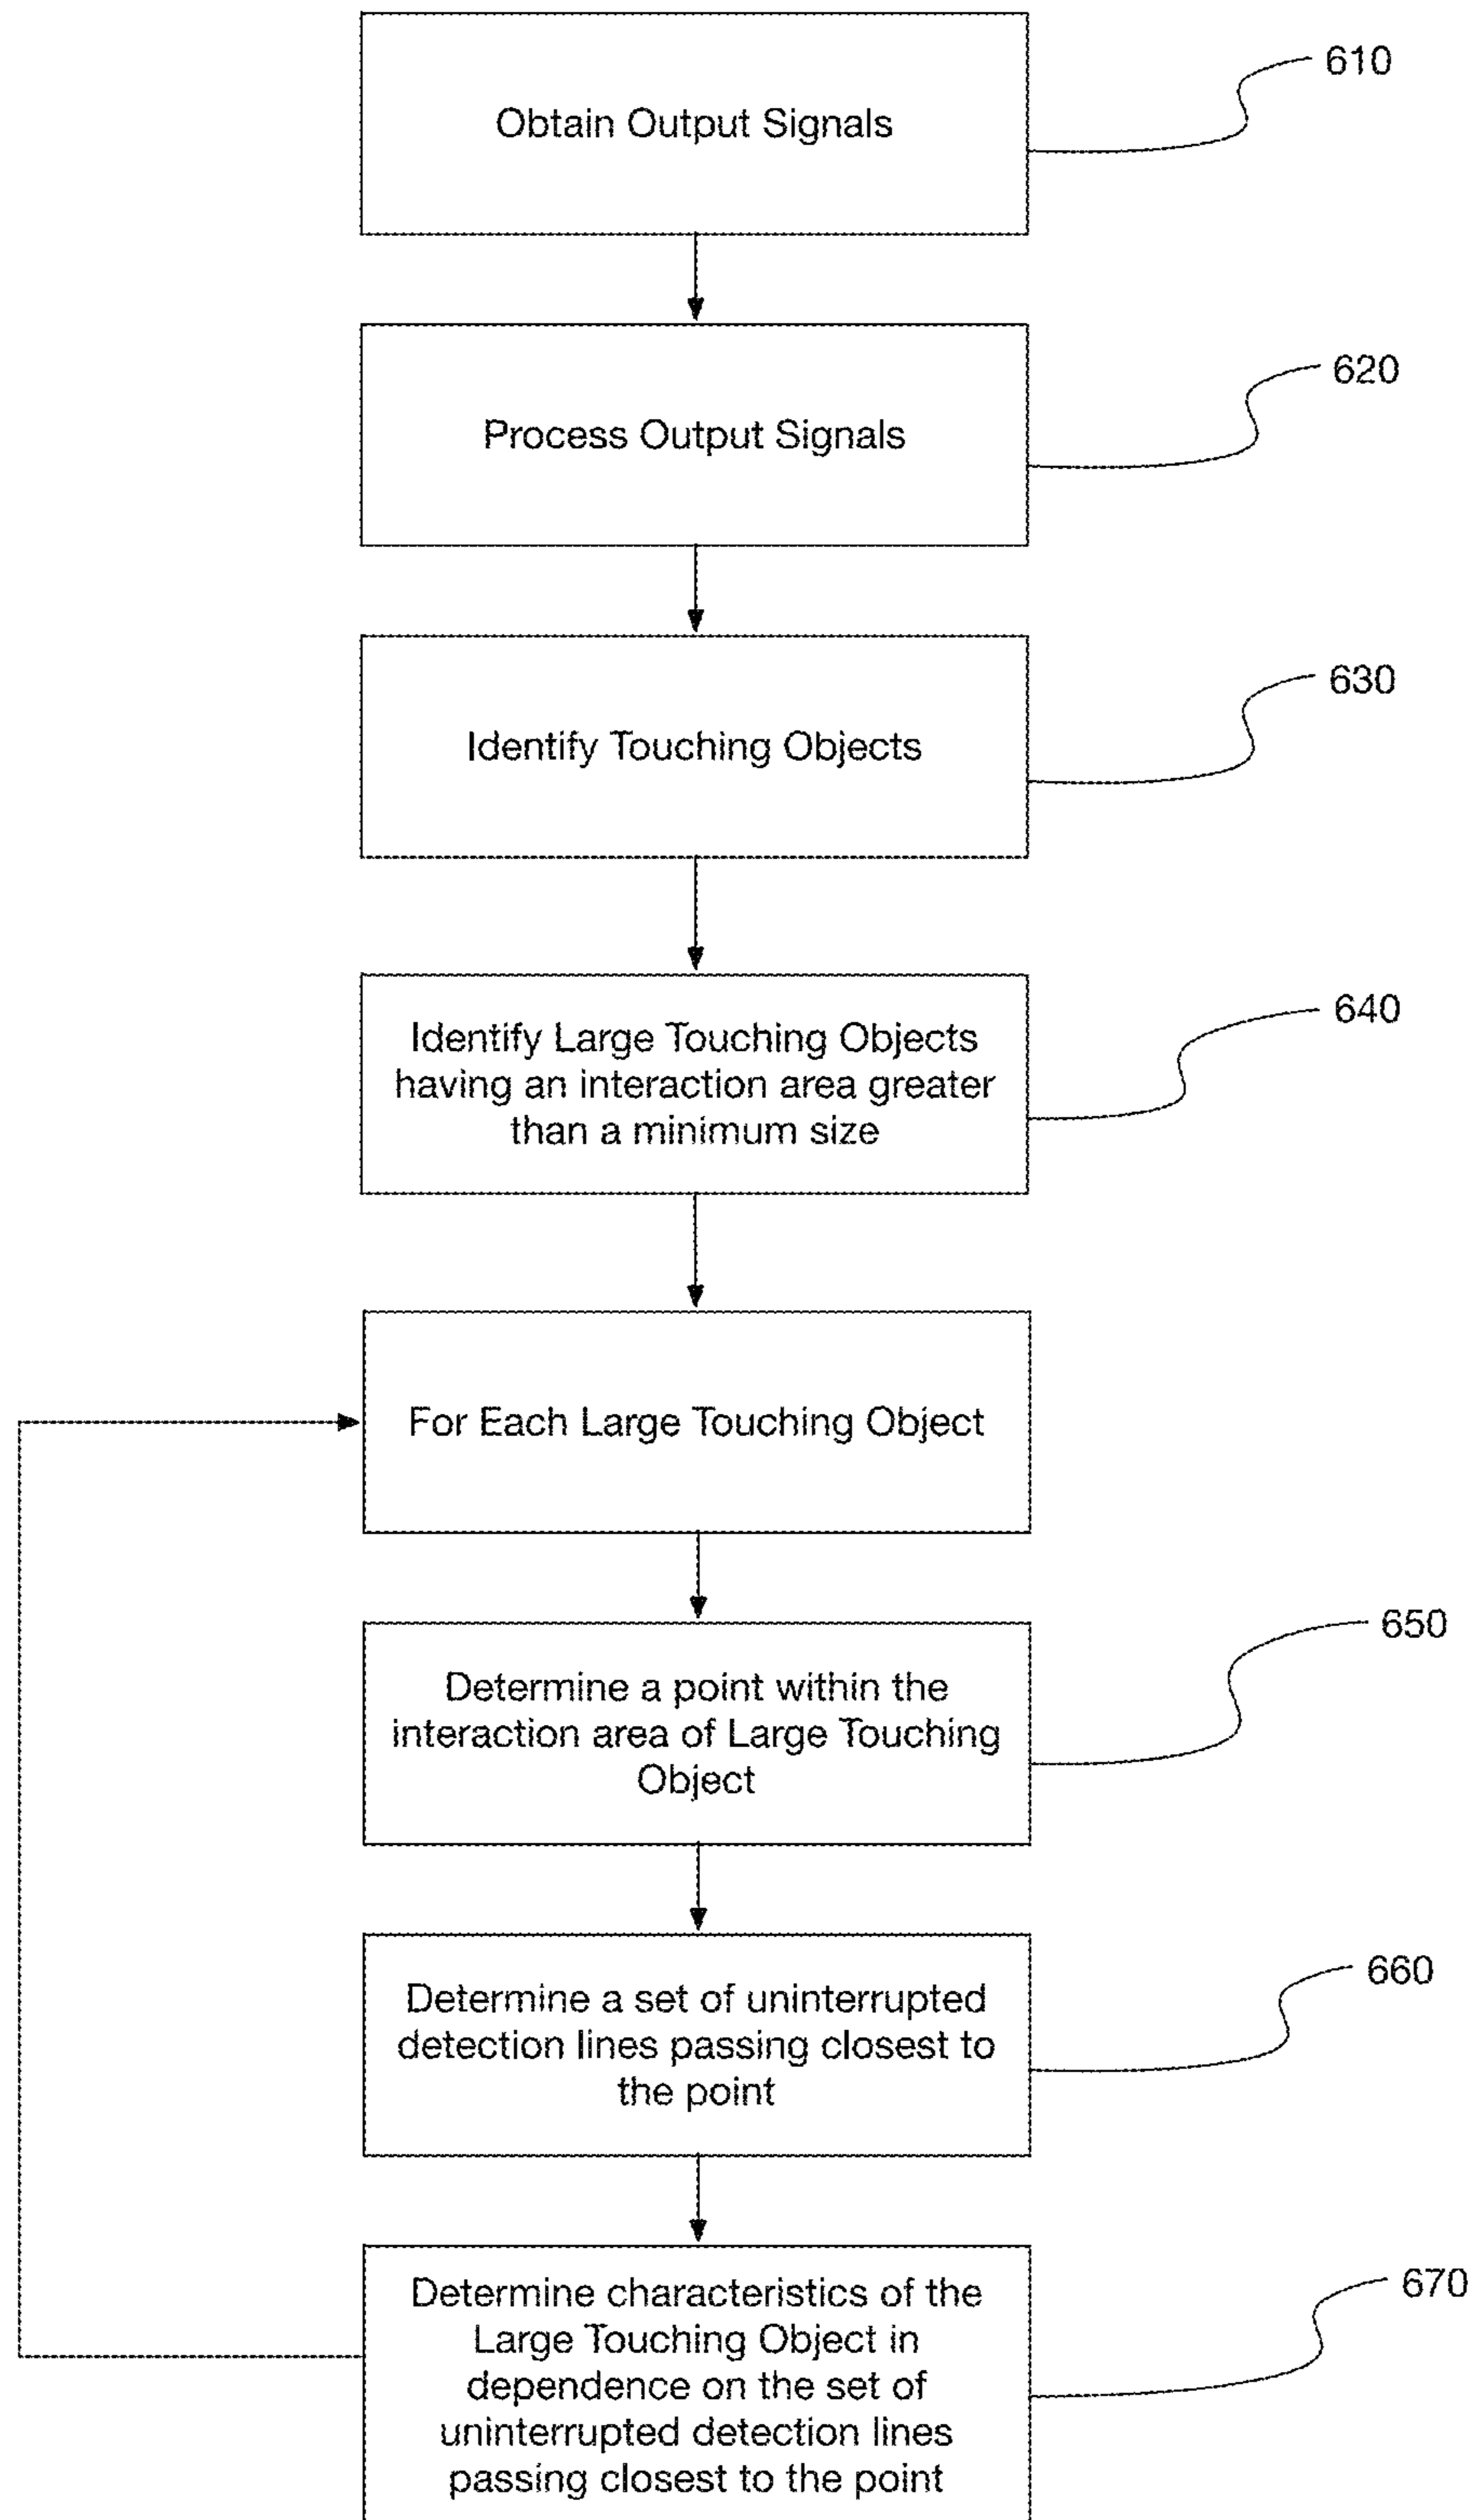 Obtain Output Signals
610
Process Output Signals
620
Identify Touching Objects
630
Identify Large Touching Objects
having an interaction area greater
than a minimum size
640
For Each Large Touching Object
Determine a point within the
interaction area of Large Touching
Object
650
Determine a set of uninterrupted
detection lines passing closest to
the point
660
Determine characteristics of the
Large Touching Object in
dependence on the set of
uninterrupted detection lines
passing closest to the point
670